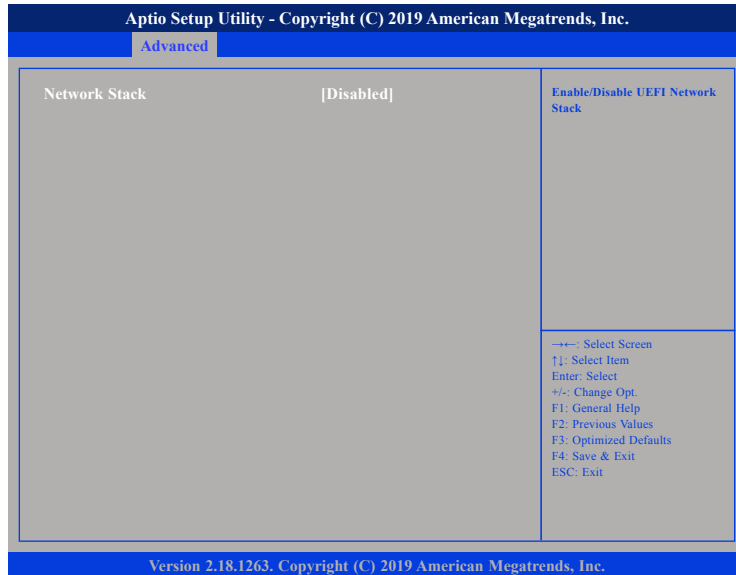 Aptio Setup Utility - Copyright (C) 2019 American Megatrends, Inc.
Advanced
Network Stack [Disabled]
Enable/Disable UEFI Network
Stack
→←: Select Screen
↑↓: Select Item
Enter: Select
+/-: Change Opt.
F1: General Help
F2: Previous Values
F3: Optimized Defaults
F4: Save & Exit
ESC: Exit
Version 2.18.1263. Copyright (C) 2019 American Megatrends, Inc.